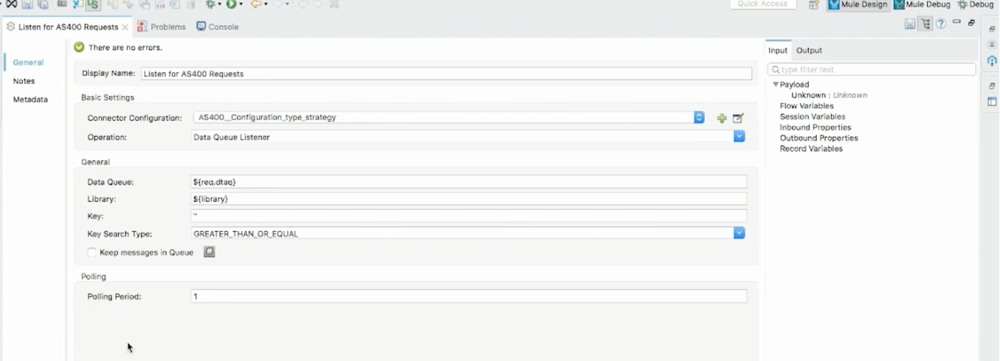 Quick Access
Mule Design
Mule Debug
Debug
Listen for AS400 Requests
Problems
Console
General
Notes
Metadata
There are no errors.
Display Name: Listen for AS400 Requests
Basic Settings
Connector Configuration: AS400__Configuration_type_strategy
Operation: Data Queue Listener
General
Data Queue: ${req.dtaq}
Library: ${library}
Key: ''
Key Search Type: GREATER_THAN_OR_EQUAL
Keep messages in Queue
Polling
Polling Period: 1
Input Output
type filter text
Payload
Unknown : Unknown
Flow Variables
Session Variables
Inbound Properties
Outbound Properties
Record Variables